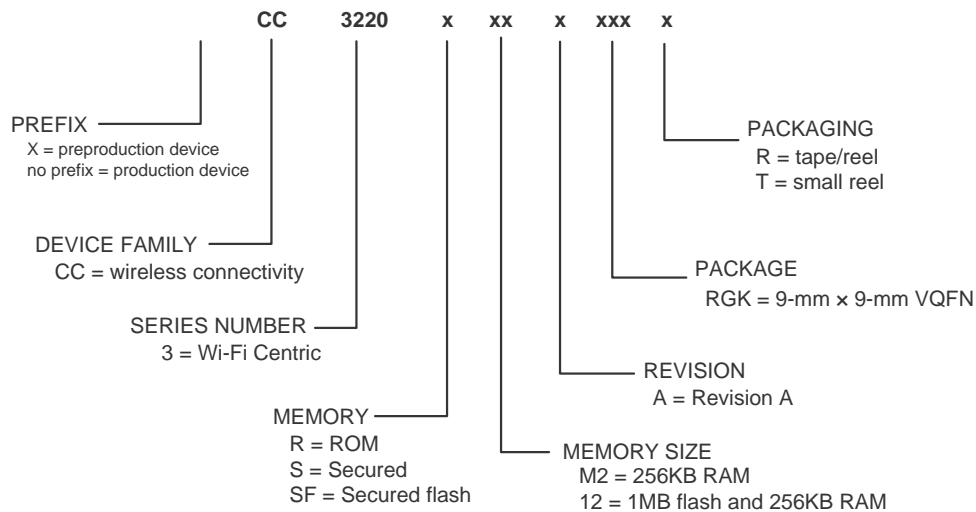 CC 3220 x xx x xxx x
PREFIX
X = preproduction device
no prefix = production device
PACKAGING
R = tape/reel
T = small reel
DEVICE FAMILY
CC = wireless connectivity
PACKAGE
RGK = 9-mm × 9-mm VQFN
SERIES NUMBER
3 = Wi-Fi Centric
REVISION
A = Revision A
MEMORY
R = ROM
S = Secured
SF = Secured flash
MEMORY SIZE
M2 = 256KB RAM
12 = 1MB flash and 256KB RAM